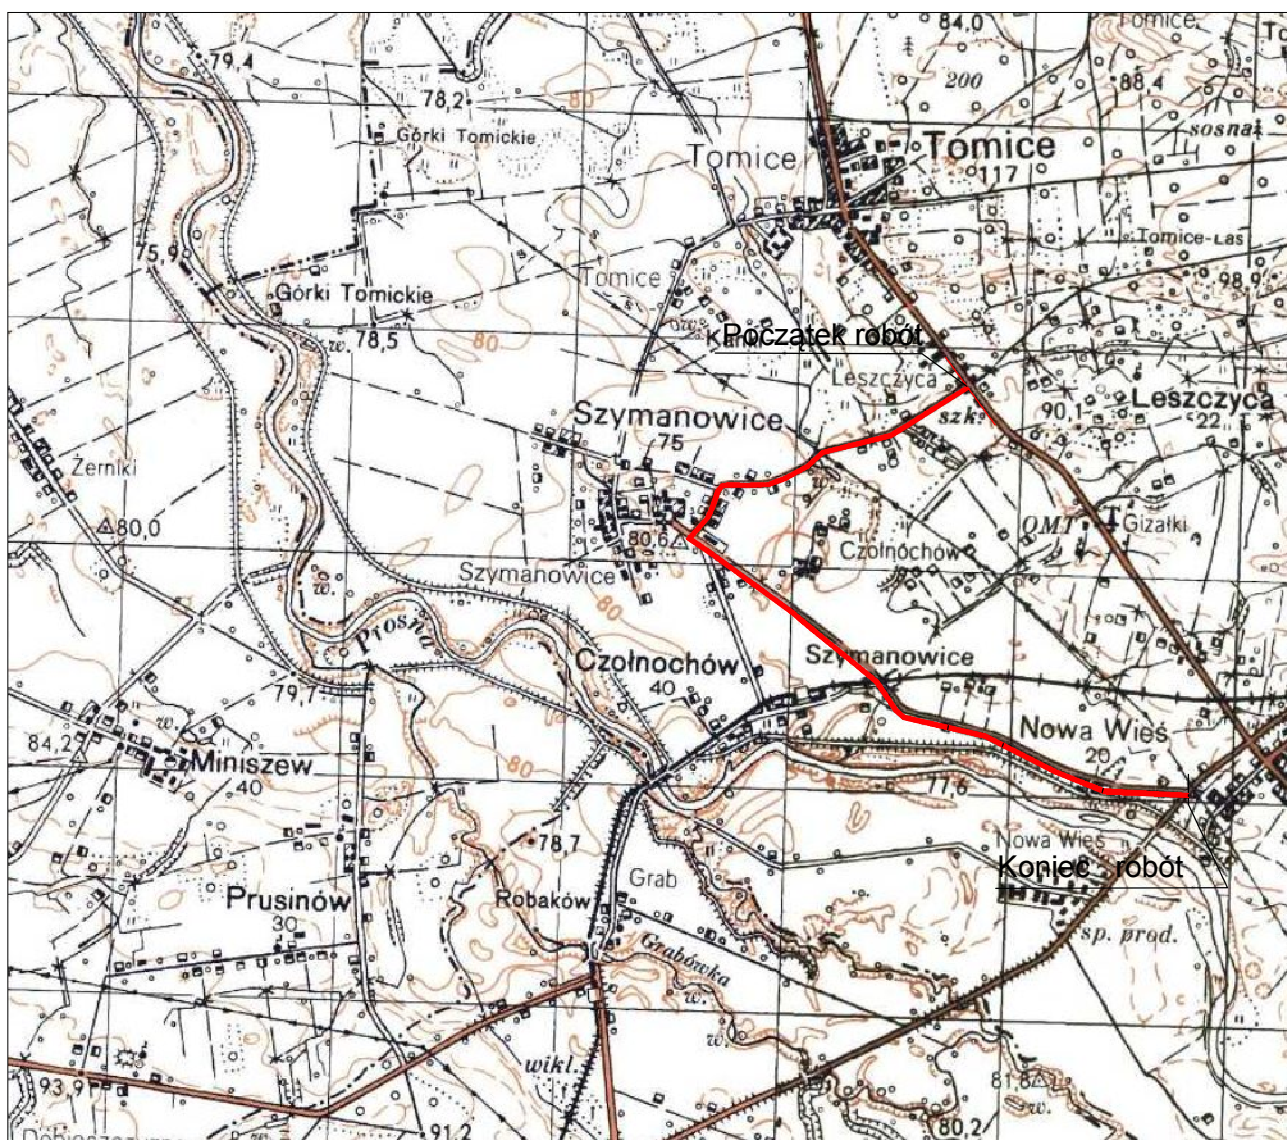 84,0
Tomice
79,4
200
88,4
78,2
80
Górki Tomickie
sosna
Tomice
Tomice
117
75,9
Tomice-Las
Tomice
98,9
Górki Tomickie
w.
78,5
80
w.
Początek robót
Leszczyca
Leszczyca
22
szk.
90,1
Szymanowice
75
Żerniki
w.
80,0
OMT
Giżałki
80,6
Czołnochów
Szymanowice
80
w.
Prosna
Czołnochów
40
Szymanowice
79,7
w.
Nowa Wieś
20
84,2
Miniszew
40
80
77,6
78,7
Nowa Wieś
Koniec robót
Grab
Prusinów
30
Robaków
sp. prod.
Grabówka
w.
w.
wikl.
93,9
81,8
w.
91,2
80,2